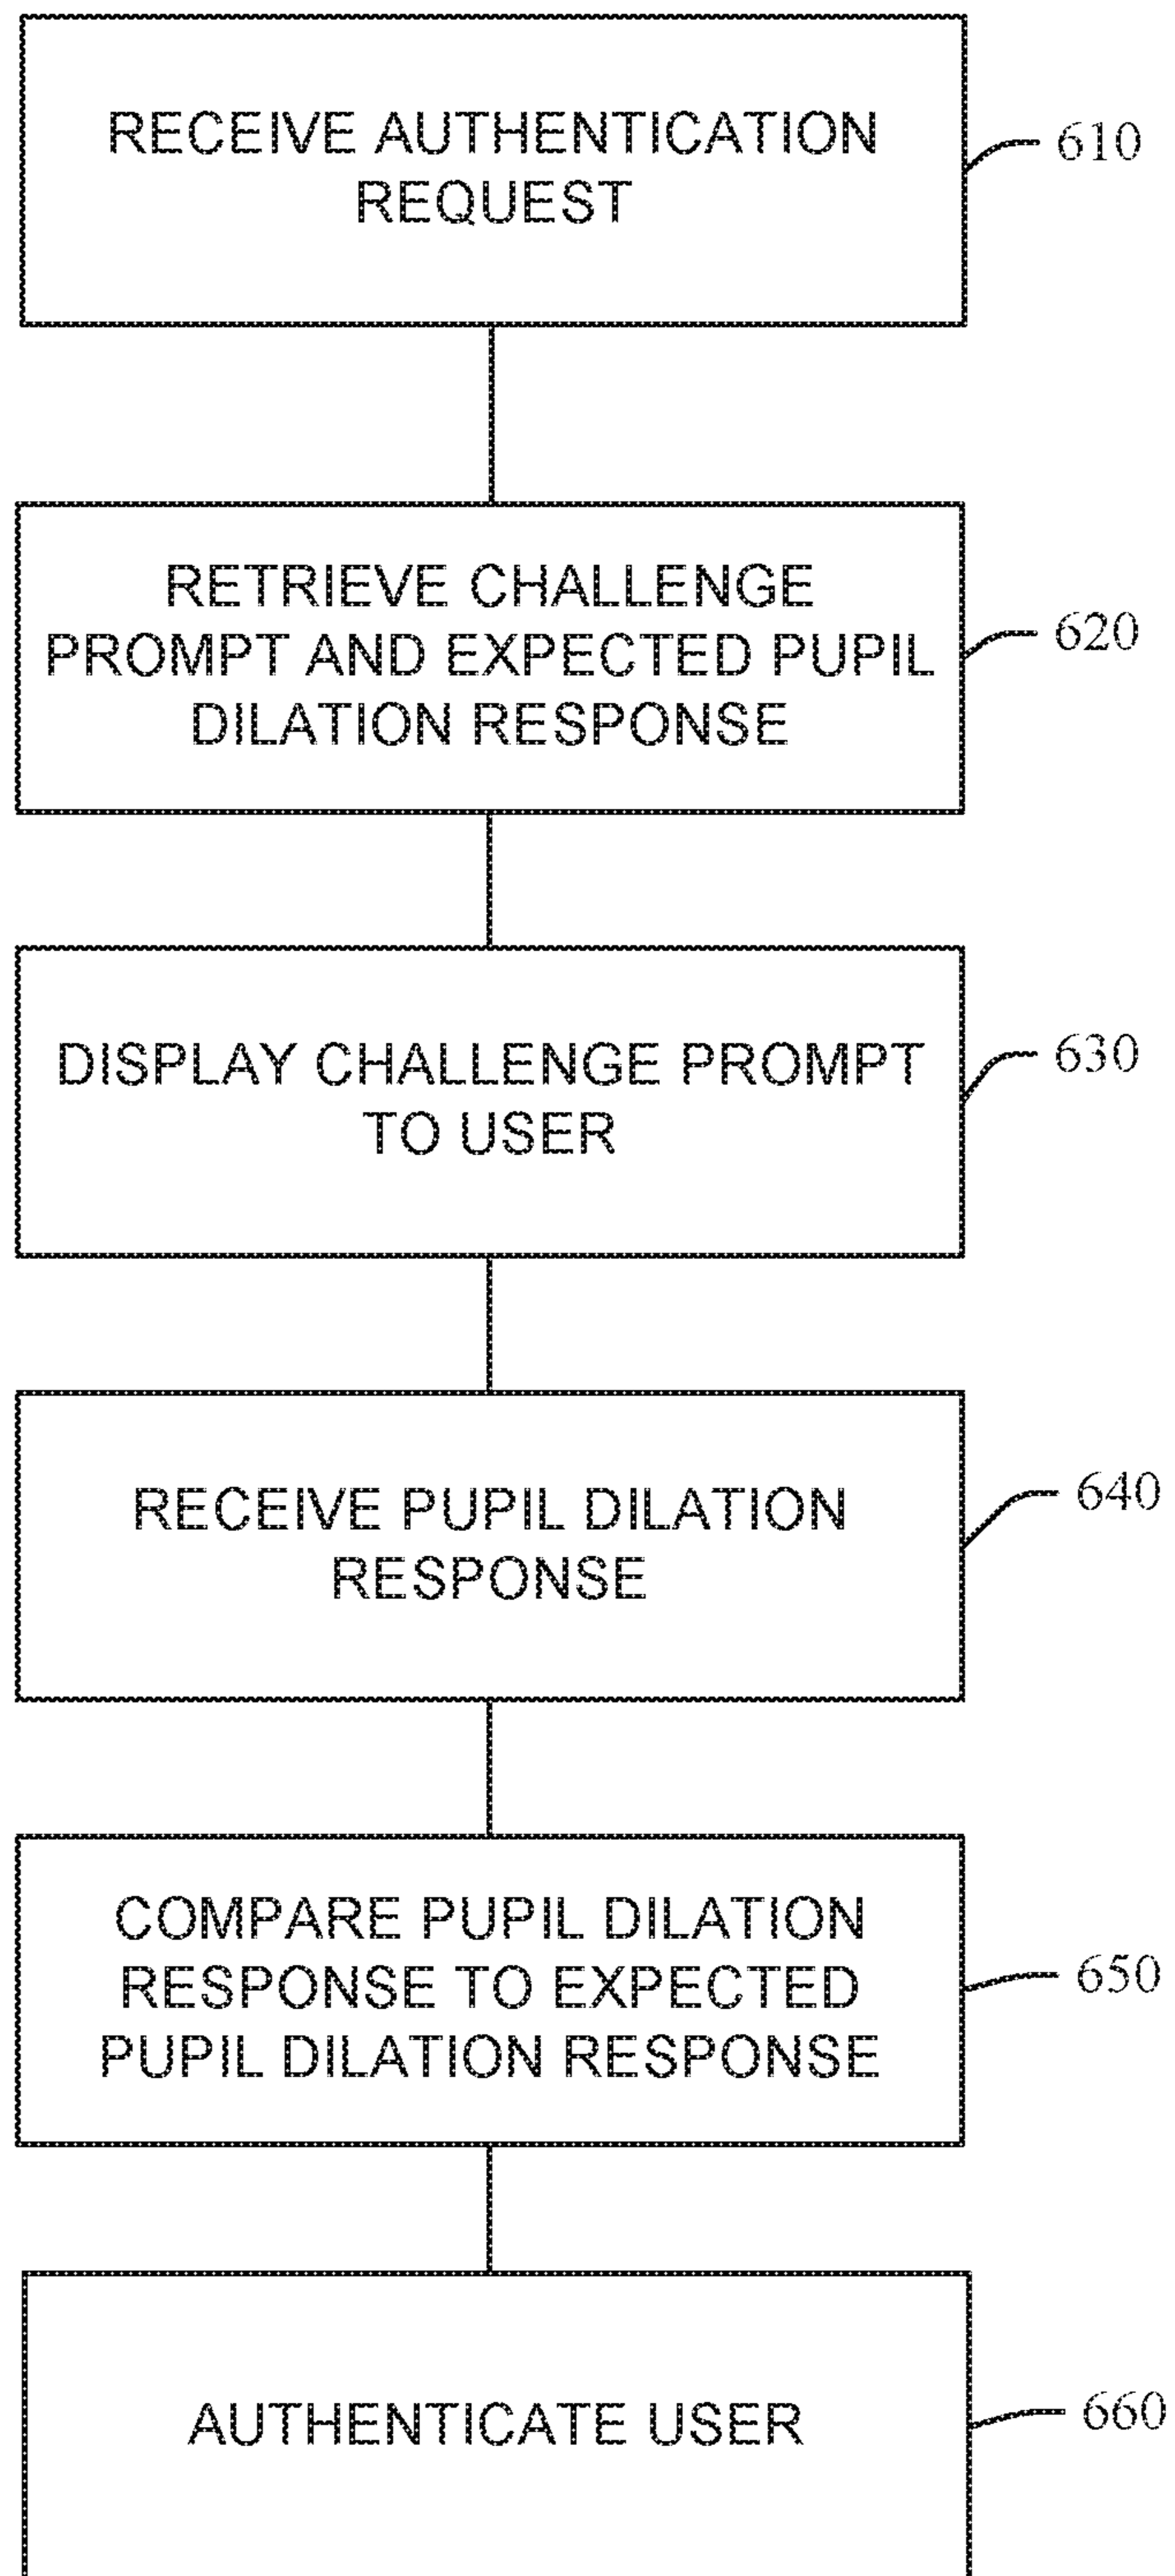 RECEIVE AUTHENTICATION
REQUEST
610
RETRIEVE CHALLENGE
PROMPT AND EXPECTED PUPIL
DILATION RESPONSE
620
DISPLAY CHALLENGE PROMPT
TO USER
630
RECEIVE PUPIL DILATION
RESPONSE
640
COMPARE PUPIL DILATION
RESPONSE TO EXPECTED
PUPIL DILATION RESPONSE
650
AUTHENTICATE USER
660